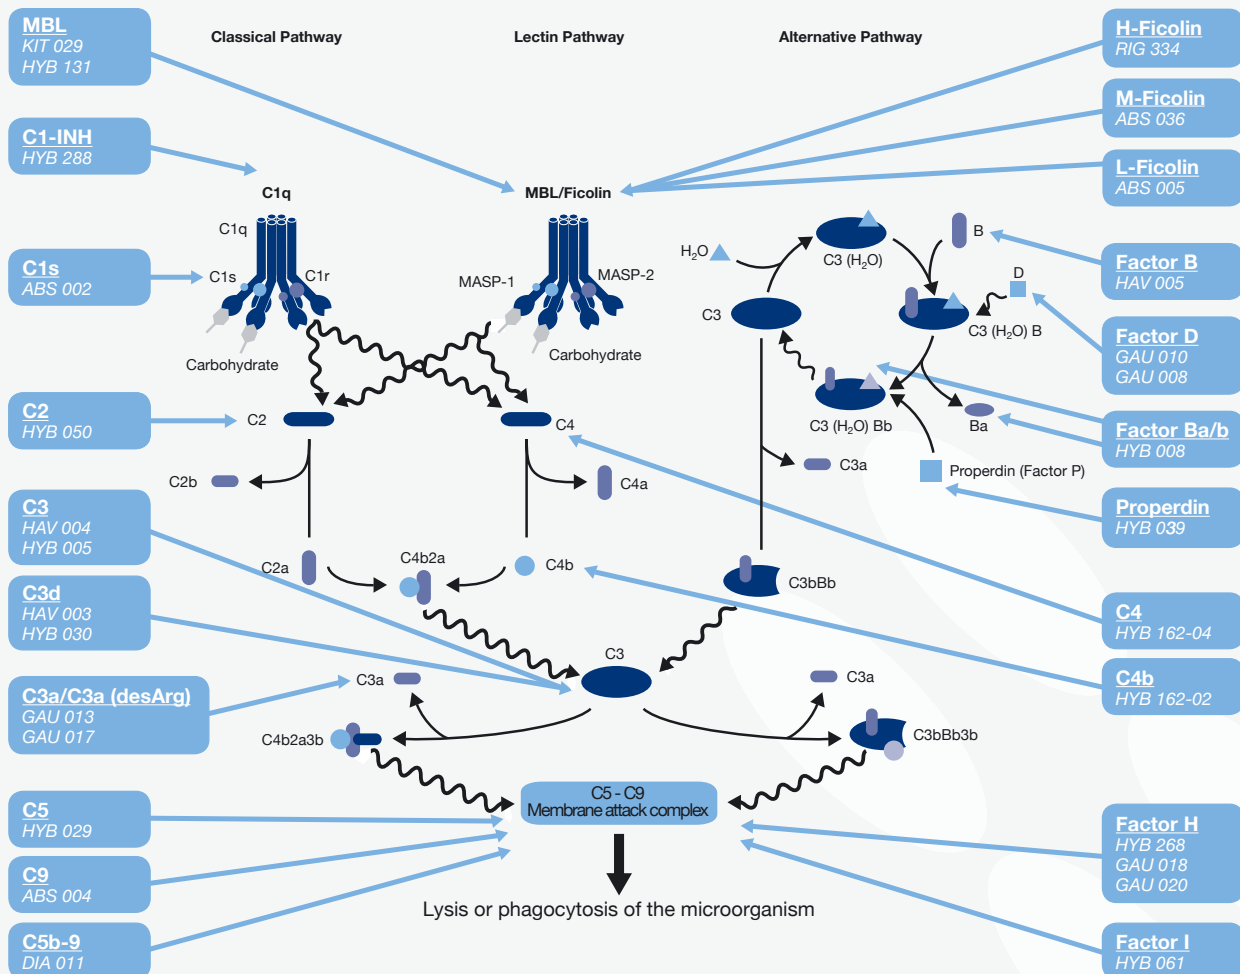 Classical Pathway
Lectin Pathway
Alternative Pathway
MBL
KIT 029
HYB 131
C1-INH
HYB 288
C1s
ABS 002
C2
HYB 050
C3
HAV 004
HYB 005
C3d
HAV 003
HYB 030
C3a/C3a (desArg)
GAU 013
GAU 017
C5
HYB 029
C9
ABS 004
C5b-9
DIA 011
C1q
C1q
C1s
C1r
Carbohydrate
MBL/Ficolin
MASP-1
MASP-2
Carbohydrate
H₂O
C3 (H₂O)
B
D
C3
C3 (H₂O) B
C3 (H₂O) Bb
Ba
C3a
Properdin (Factor P)
C2
C4
C2b
C4a
C2a
C4b2a
C4b
C3bBb
C3
C3a
C3a
C4b2a3b
C3bBb3b
C5 - C9
Membrane attack complex
Lysis or phagocytosis of the microorganism
H-Ficolin
RIG 334
M-Ficolin
ABS 036
L-Ficolin
ABS 005
Factor B
HAV 005
Factor D
GAU 010
GAU 008
Factor Ba/b
HYB 008
Properdin
HYB 039
C4
HYB 162-04
C4b
HYB 162-02
Factor H
HYB 268
GAU 018
GAU 020
Factor I
HYB 061